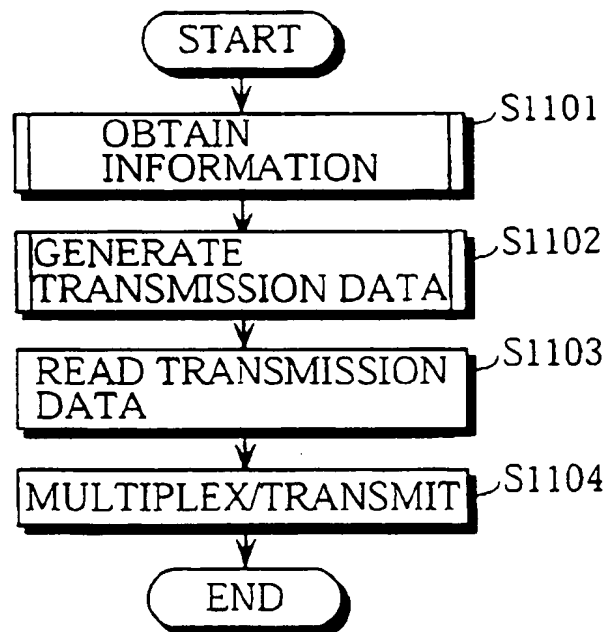 START
OBTAIN
INFORMATION
S1101
GENERATE
TRANSMISSION DATA
S1102
READ TRANSMISSION
DATA
S1103
MULTIPLEX/TRANSMIT
S1104
END